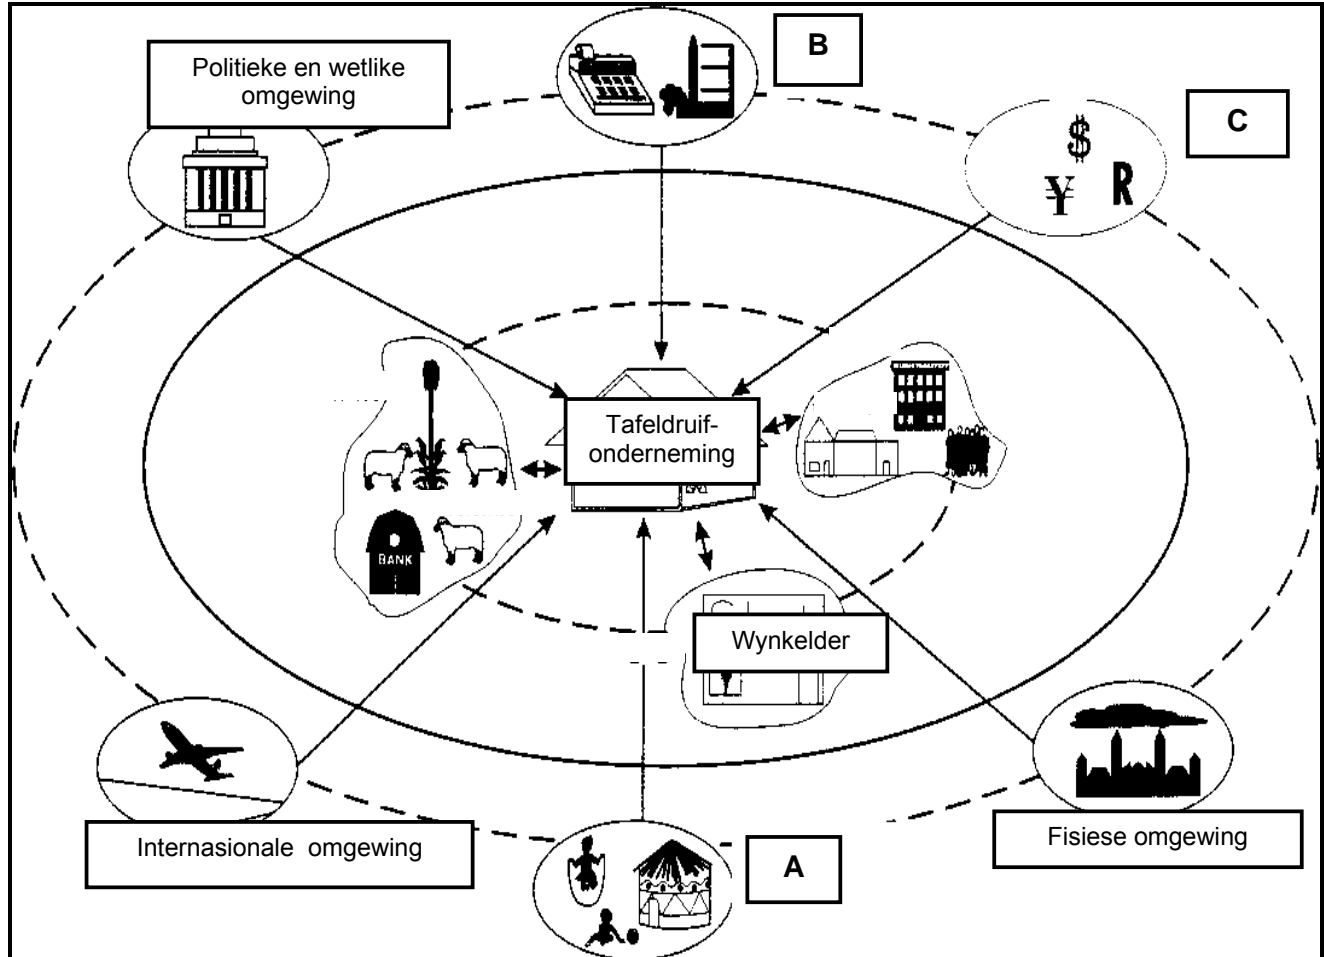 B
Politieke en wetlike
omgewing
C
$
¥ R
Tafeldruif-
onderneming
BANK
Wynkelder
Internasionale omgewing
Fisiese omgewing
A